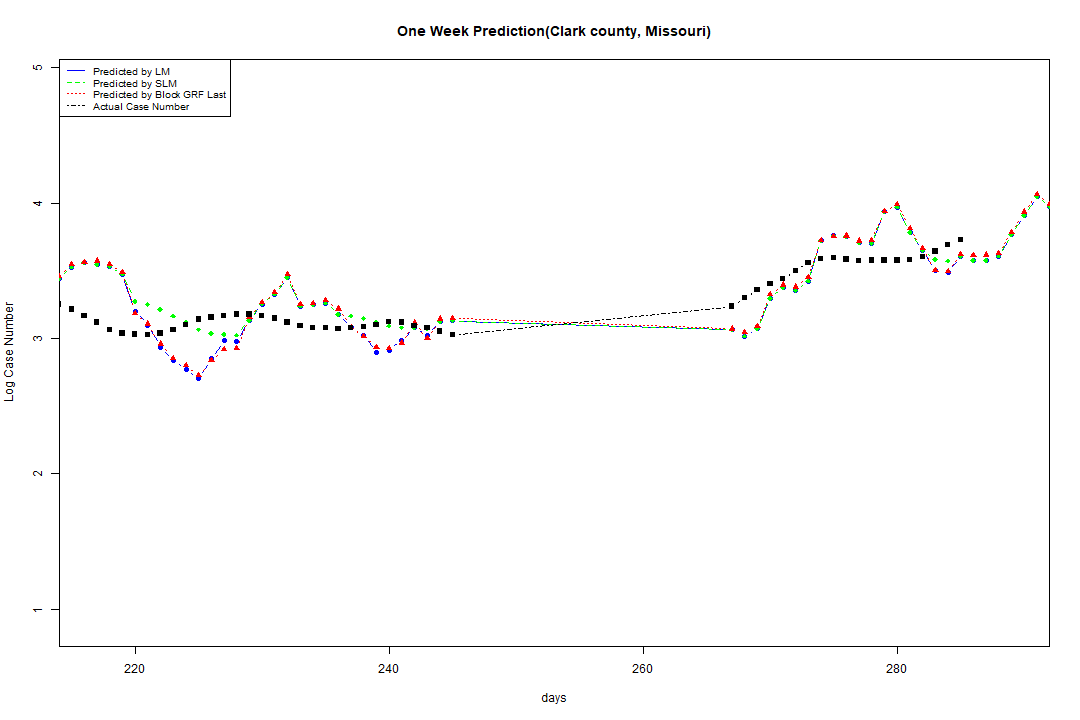 One Week Prediction(Clark county, Missouri)
Predicted by LM
Predicted by SLM
Predicted by Block GRF Last
Actual Case Number
5
4
3
2
1
Log Case Number
220 240 260 280
days